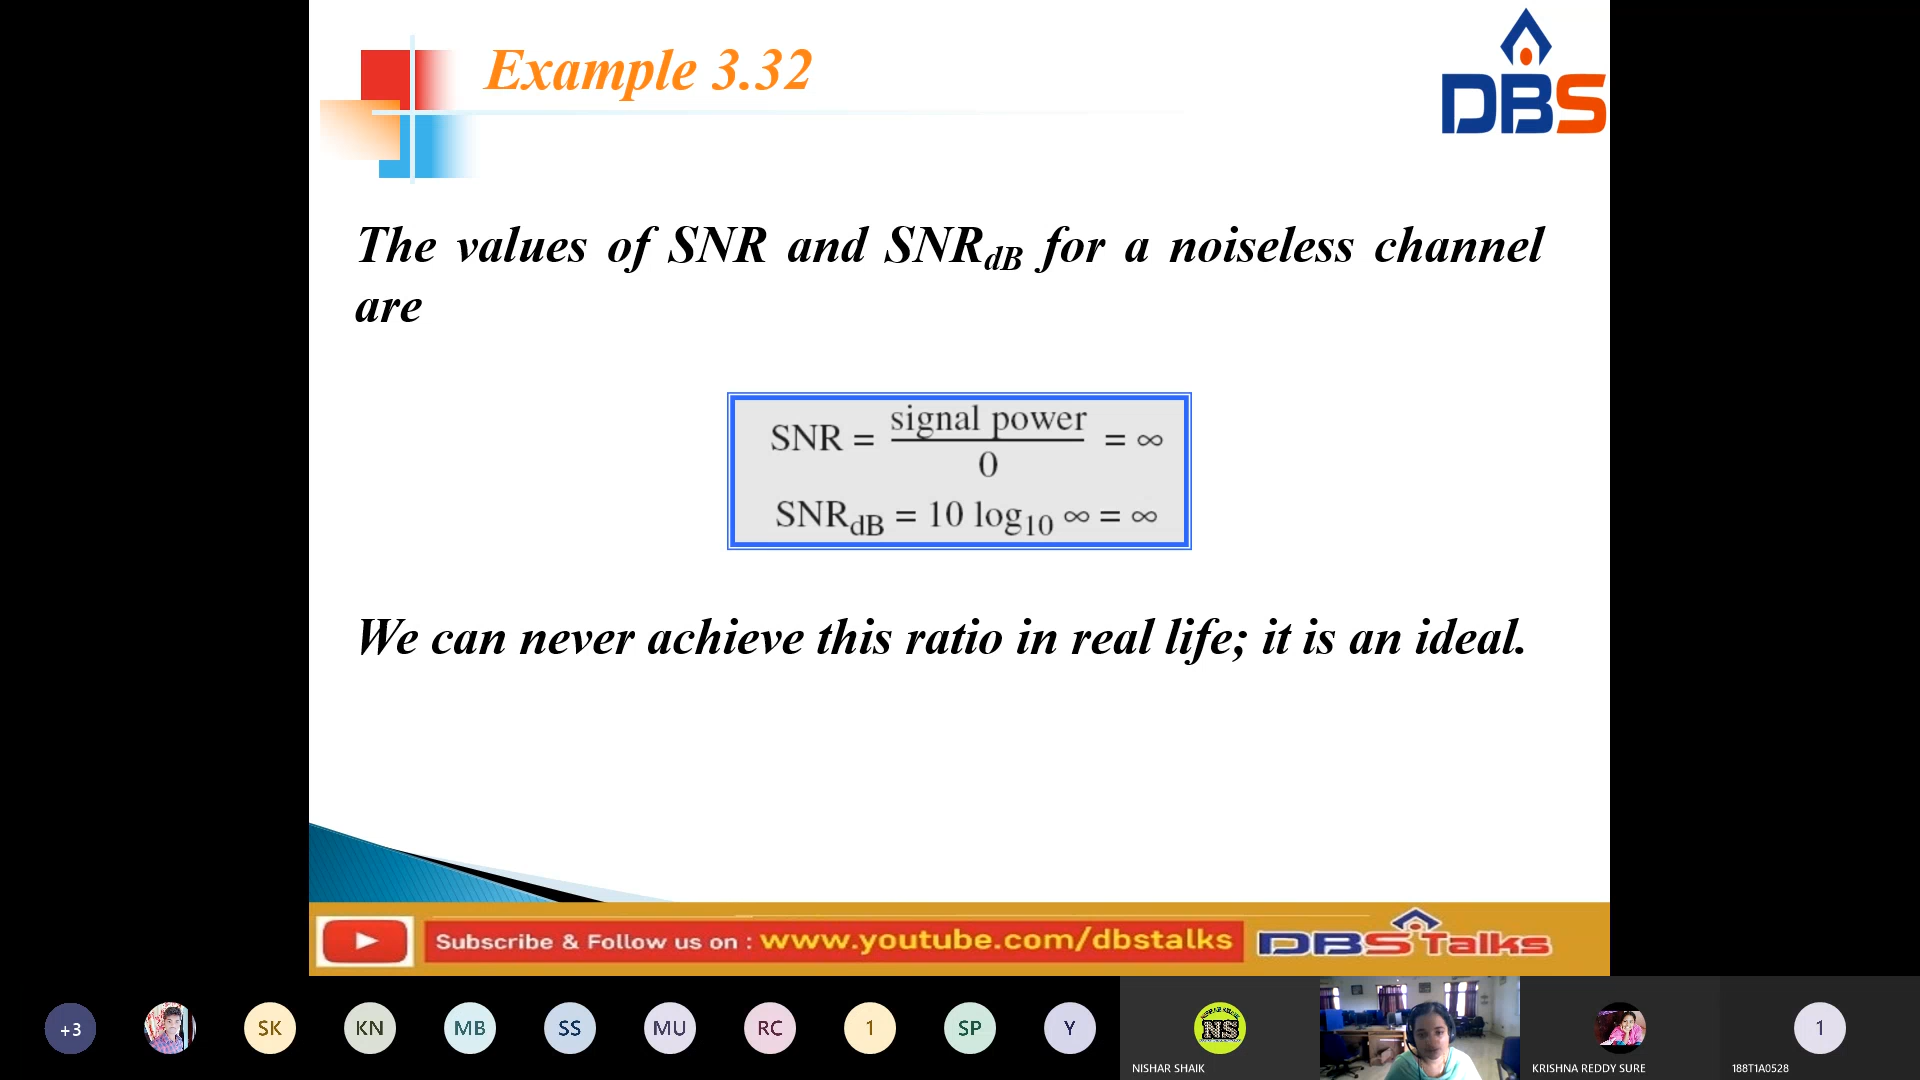 Example 3.32
DBS
The values of SNR and SNRdB for a noiseless channel
are
SNR = signal power / 0 = ∞
SNRdB = 10 log10 ∞ = ∞
We can never achieve this ratio in real life; it is an ideal.
Subscribe & Follow us on : www.youtube.com/dbstalks DBS Talks
+3 SK KN MB SS MU RC 1 SP Y NS 1
NISHAR SHAIK KRISHNA REDDY SURE 188T1A0528